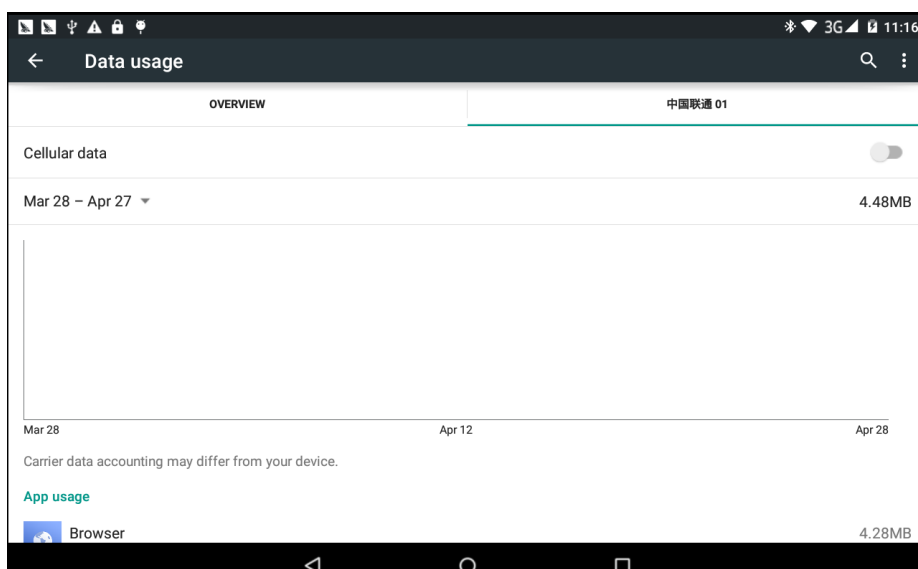 3G 11:16
Data usage
OVERVIEW 中国联通 01
Cellular data
Mar 28 – Apr 27 4.48MB
Mar 28 Apr 12 Apr 28
Carrier data accounting may differ from your device.
App usage
Browser 4.28MB